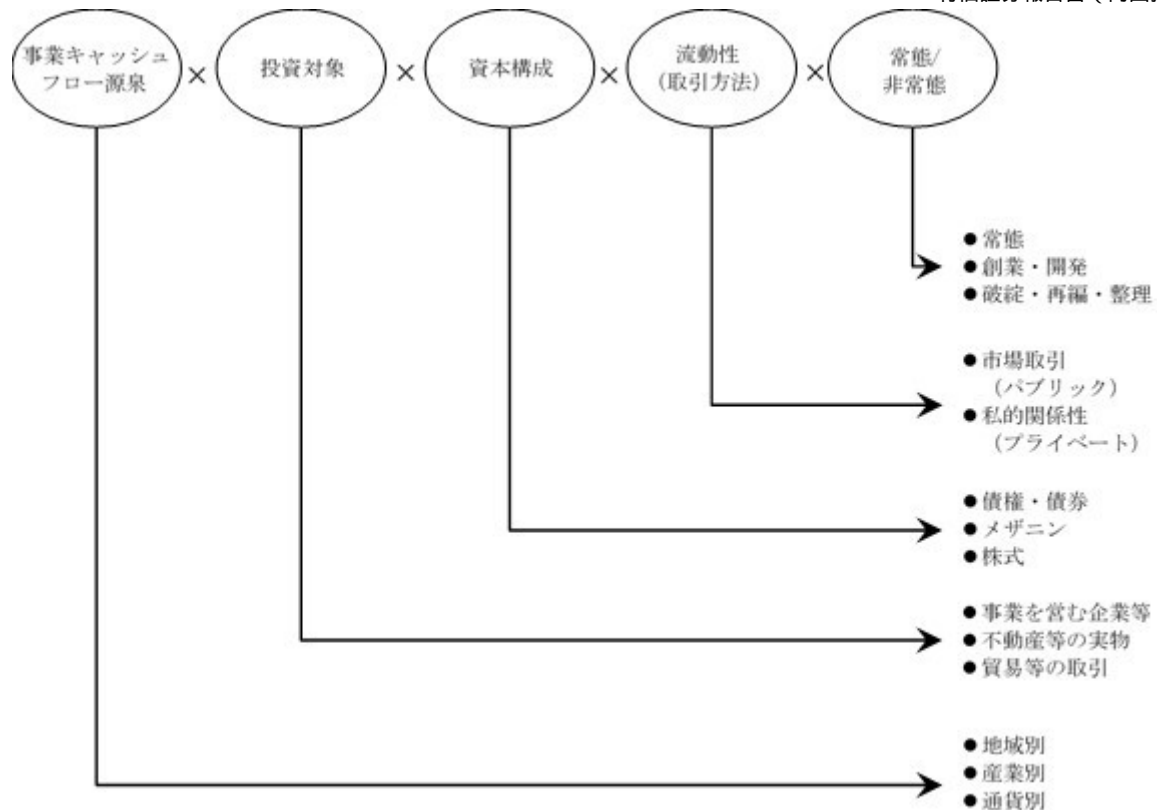 事業キャッシュ
フロー源泉
×
投資対象
×
資本構成
×
流動性
(取引方法)
×
常態/
非常態
●常態
●創業・開発
●破綻・再編・整理
●市場取引
(パブリック)
●私的関係性
(プライベート)
●債権・債券
●メザニン
●株式
●事業を営む企業等
●不動産等の実物
●貿易等の取引
●地域別
●産業別
●通貨別